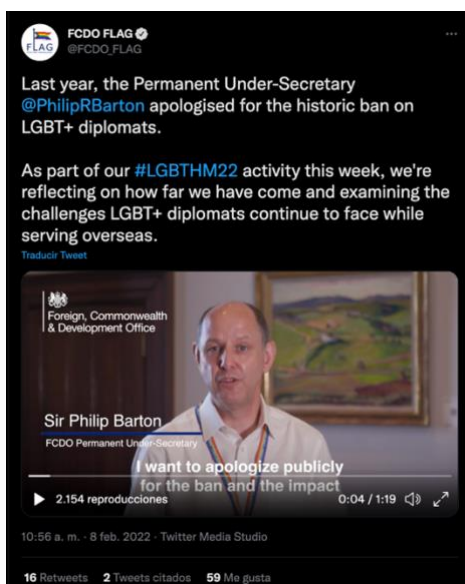 FLAG
FCDO FLAG
@FCDO_FLAG
Last year, the Permanent Under-Secretary
@PhilipRBarton apologised for the historic ban on
LGBT+ diplomats.
As part of our #LGBTHM22 activity this week, we're
reflecting on how far we have come and examining the
challenges LGBT+ diplomats continue to face while
serving overseas.
Traducir Tweet
Foreign, Commonwealth
& Development Office
Sir Philip Barton
FCDO Permanent Under-Secretary
I want to apologize publicly
for the ban and the impact
2.154 reproducciones
0:04 / 1:19
10:56 a. m. · 8 feb. 2022 · Twitter Media Studio
16 Retweets 2 Tweets citados 59 Me gusta